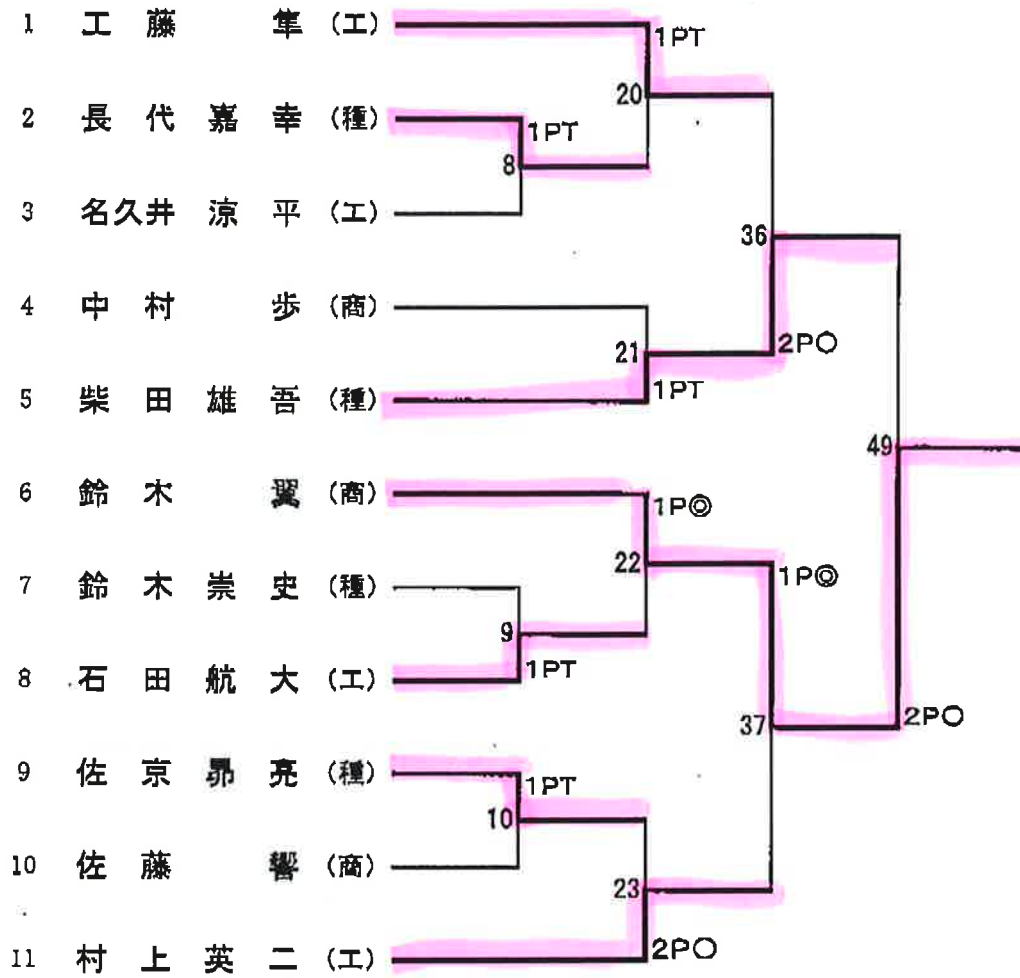 1 工藤 隼 (工)
1PT
20
2 長代嘉幸 (種)
1PT
8
3 名久井涼平 (工)
36
4 中村 歩 (商)
21
2P○
5 柴田雄吾 (種)
1PT
49
6 鈴木 翼 (商)
1P◎
22
1P◎
7 鈴木崇史 (種)
9
8 石田航大 (工)
1PT
37
2P○
9 佐京昴亮 (種)
1PT
10
10 佐藤 響 (商)
23
11 村上英二 (工)
2P○